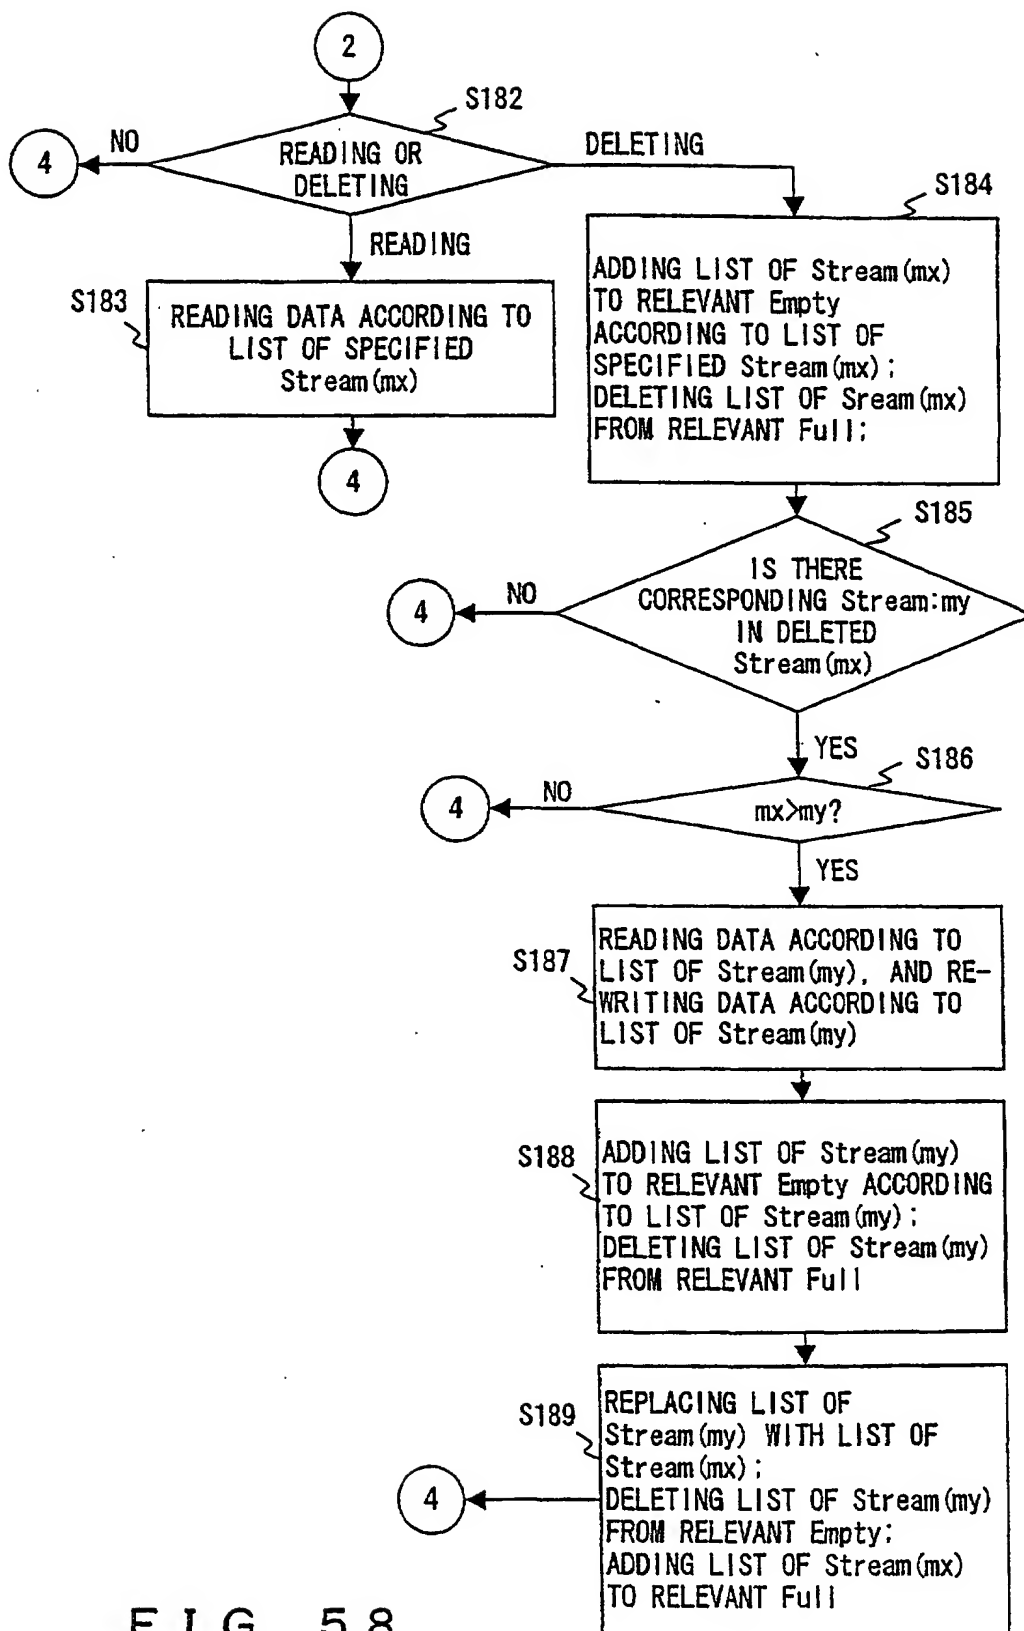 2
S182
NO
4
READING OR
DELETING
DELETING
READING
S184
S183
READING DATA ACCORDING TO
LIST OF SPECIFIED
Stream(mx)
4
ADDING LIST OF Stream(mx)
TO RELEVANT Empty
ACCORDING TO LIST OF
SPECIFIED Stream(mx);
DELETING LIST OF Sream(mx)
FROM RELEVANT Full;
S185
NO
4
IS THERE
CORRESPONDING Stream:my
IN DELETED
Stream(mx)
YES
S186
NO
4
mx>my?
YES
S187
READING DATA ACCORDING TO
LIST OF Stream(my), AND RE-
WRITING DATA ACCORDING TO
LIST OF Stream(my)
S188
ADDING LIST OF Stream(my)
TO RELEVANT Empty ACCORDING
TO LIST OF Stream(my);
DELETING LIST OF Stream(my)
FROM RELEVANT Full
S189
REPLACING LIST OF
Stream(my) WITH LIST OF
Stream(mx);
DELETING LIST OF Stream(my)
FROM RELEVANT Empty;
ADDING LIST OF Stream(mx)
TO RELEVANT Full
4
FIG. 58